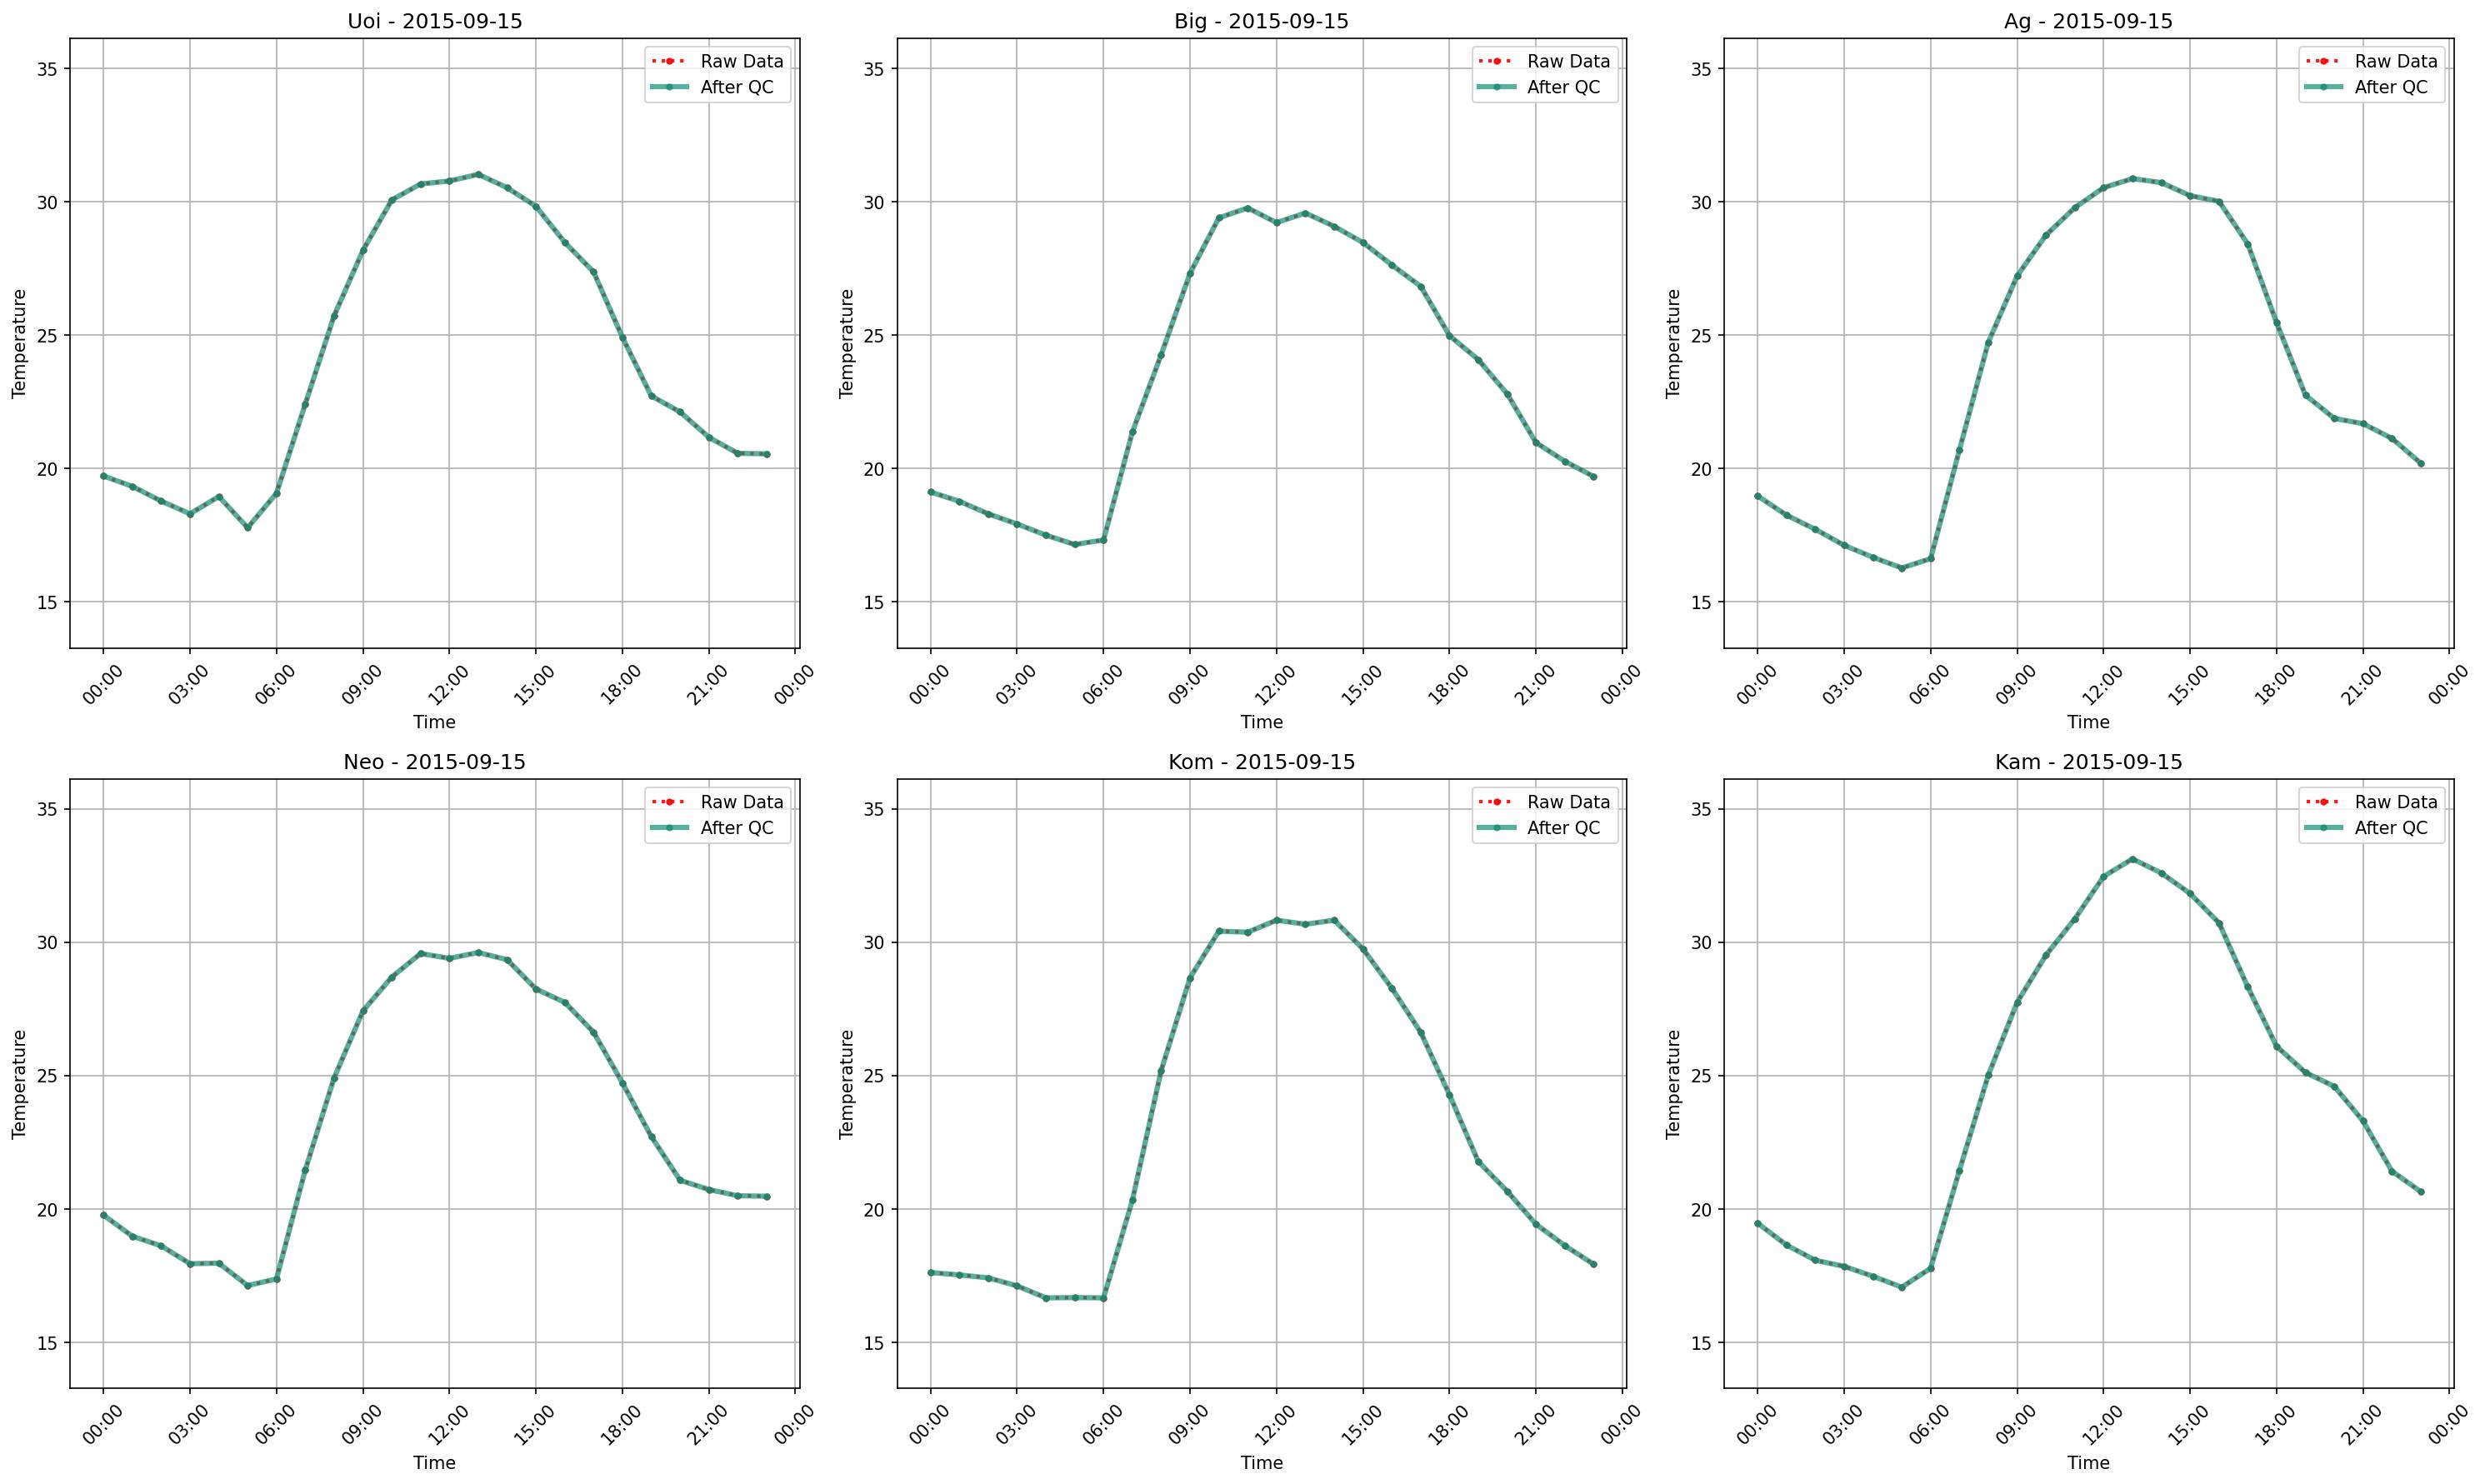 Uoi - 2015-09-15
Raw Data
After QC
35
30
25
20
15
Temperature
00:00
03:00
06:00
09:00
12:00
15:00
18:00
21:00
00:00
Time
Big - 2015-09-15
Raw Data
After QC
35
30
25
20
15
Temperature
00:00
03:00
06:00
09:00
12:00
15:00
18:00
21:00
00:00
Time
Ag - 2015-09-15
Raw Data
After QC
35
30
25
20
15
Temperature
00:00
03:00
06:00
09:00
12:00
15:00
18:00
21:00
00:00
Time
Neo - 2015-09-15
Raw Data
After QC
35
30
25
20
15
Temperature
00:00
03:00
06:00
09:00
12:00
15:00
18:00
21:00
00:00
Time
Kom - 2015-09-15
Raw Data
After QC
35
30
25
20
15
Temperature
00:00
03:00
06:00
09:00
12:00
15:00
18:00
21:00
00:00
Time
Kam - 2015-09-15
Raw Data
After QC
35
30
25
20
15
Temperature
00:00
03:00
06:00
09:00
12:00
15:00
18:00
21:00
00:00
Time